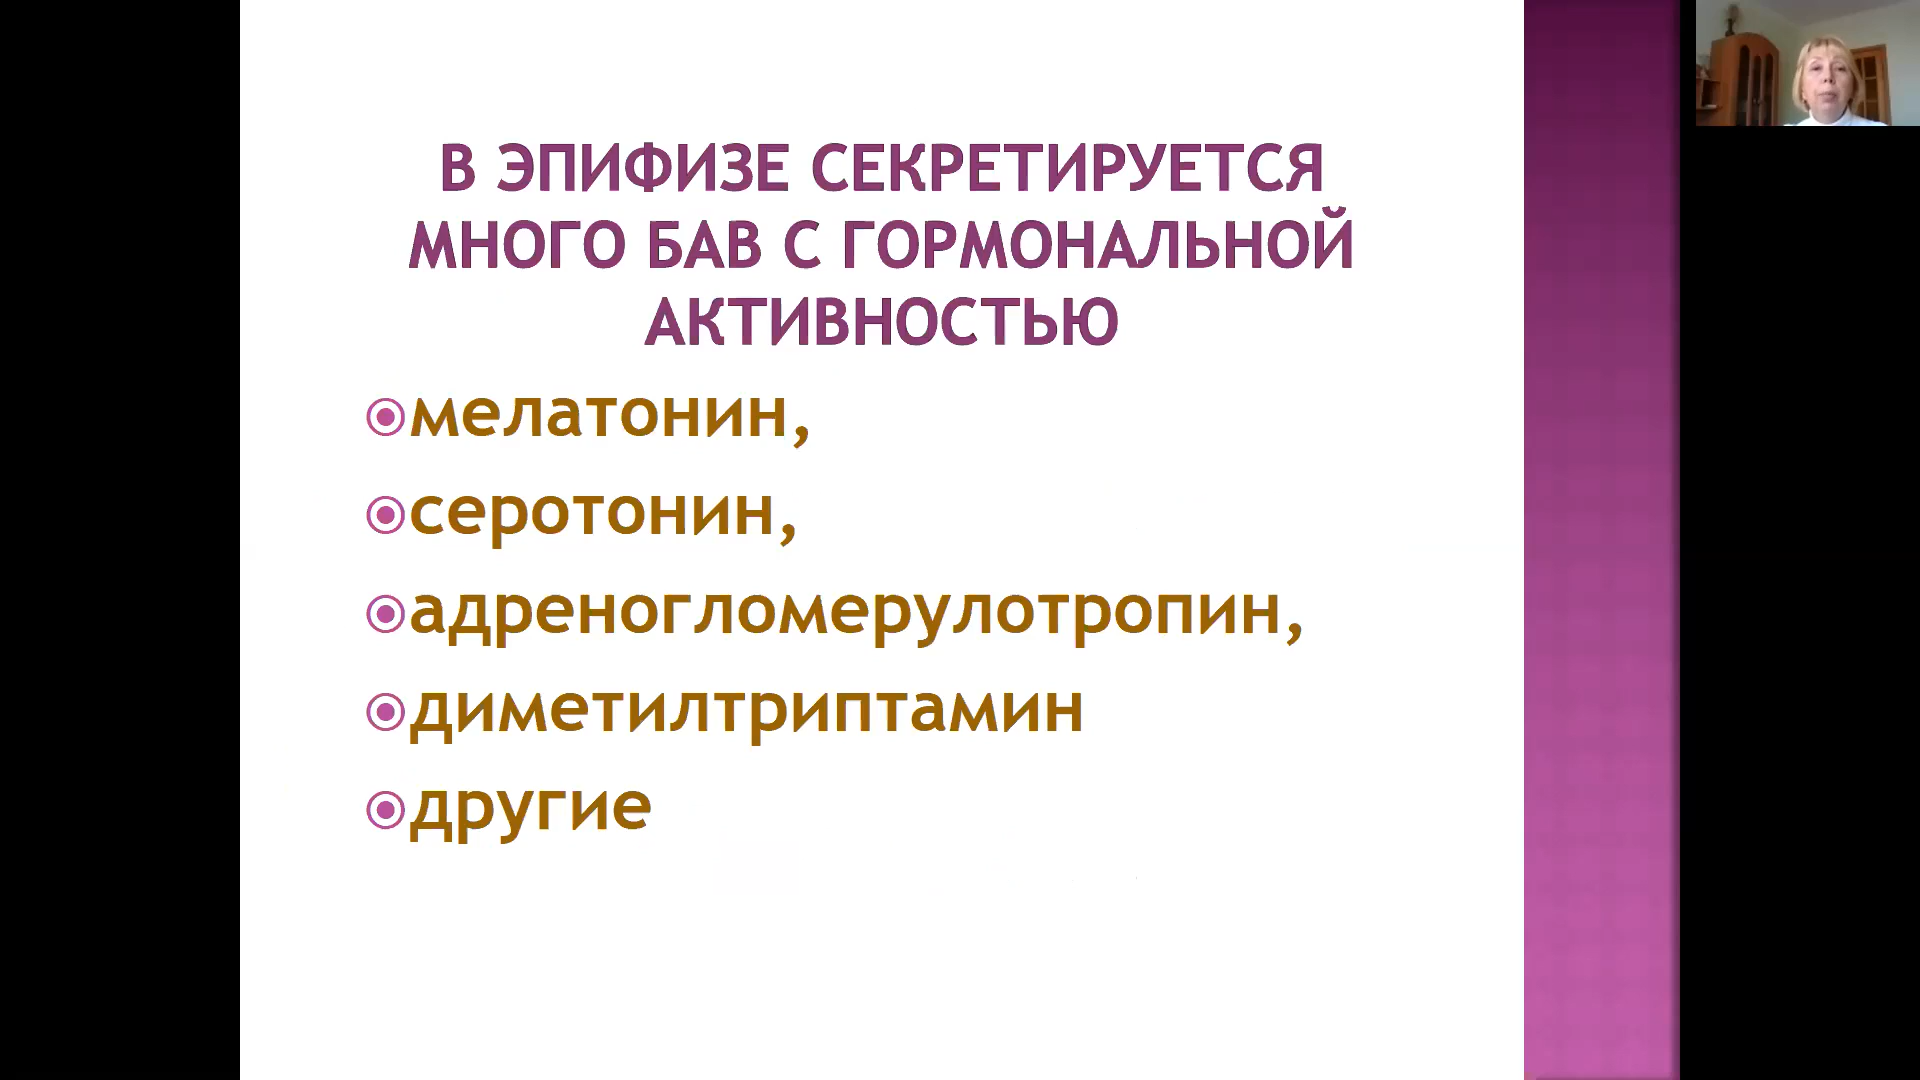 В ЭПИФИЗЕ СЕКРЕТИРУЕТСЯ
МНОГО БАВ С ГОРМОНАЛЬНОЙ
АКТИВНОСТЬЮ
мелатонин,
серотонин,
адреногломерулотропин,
диметилтриптамин
другие